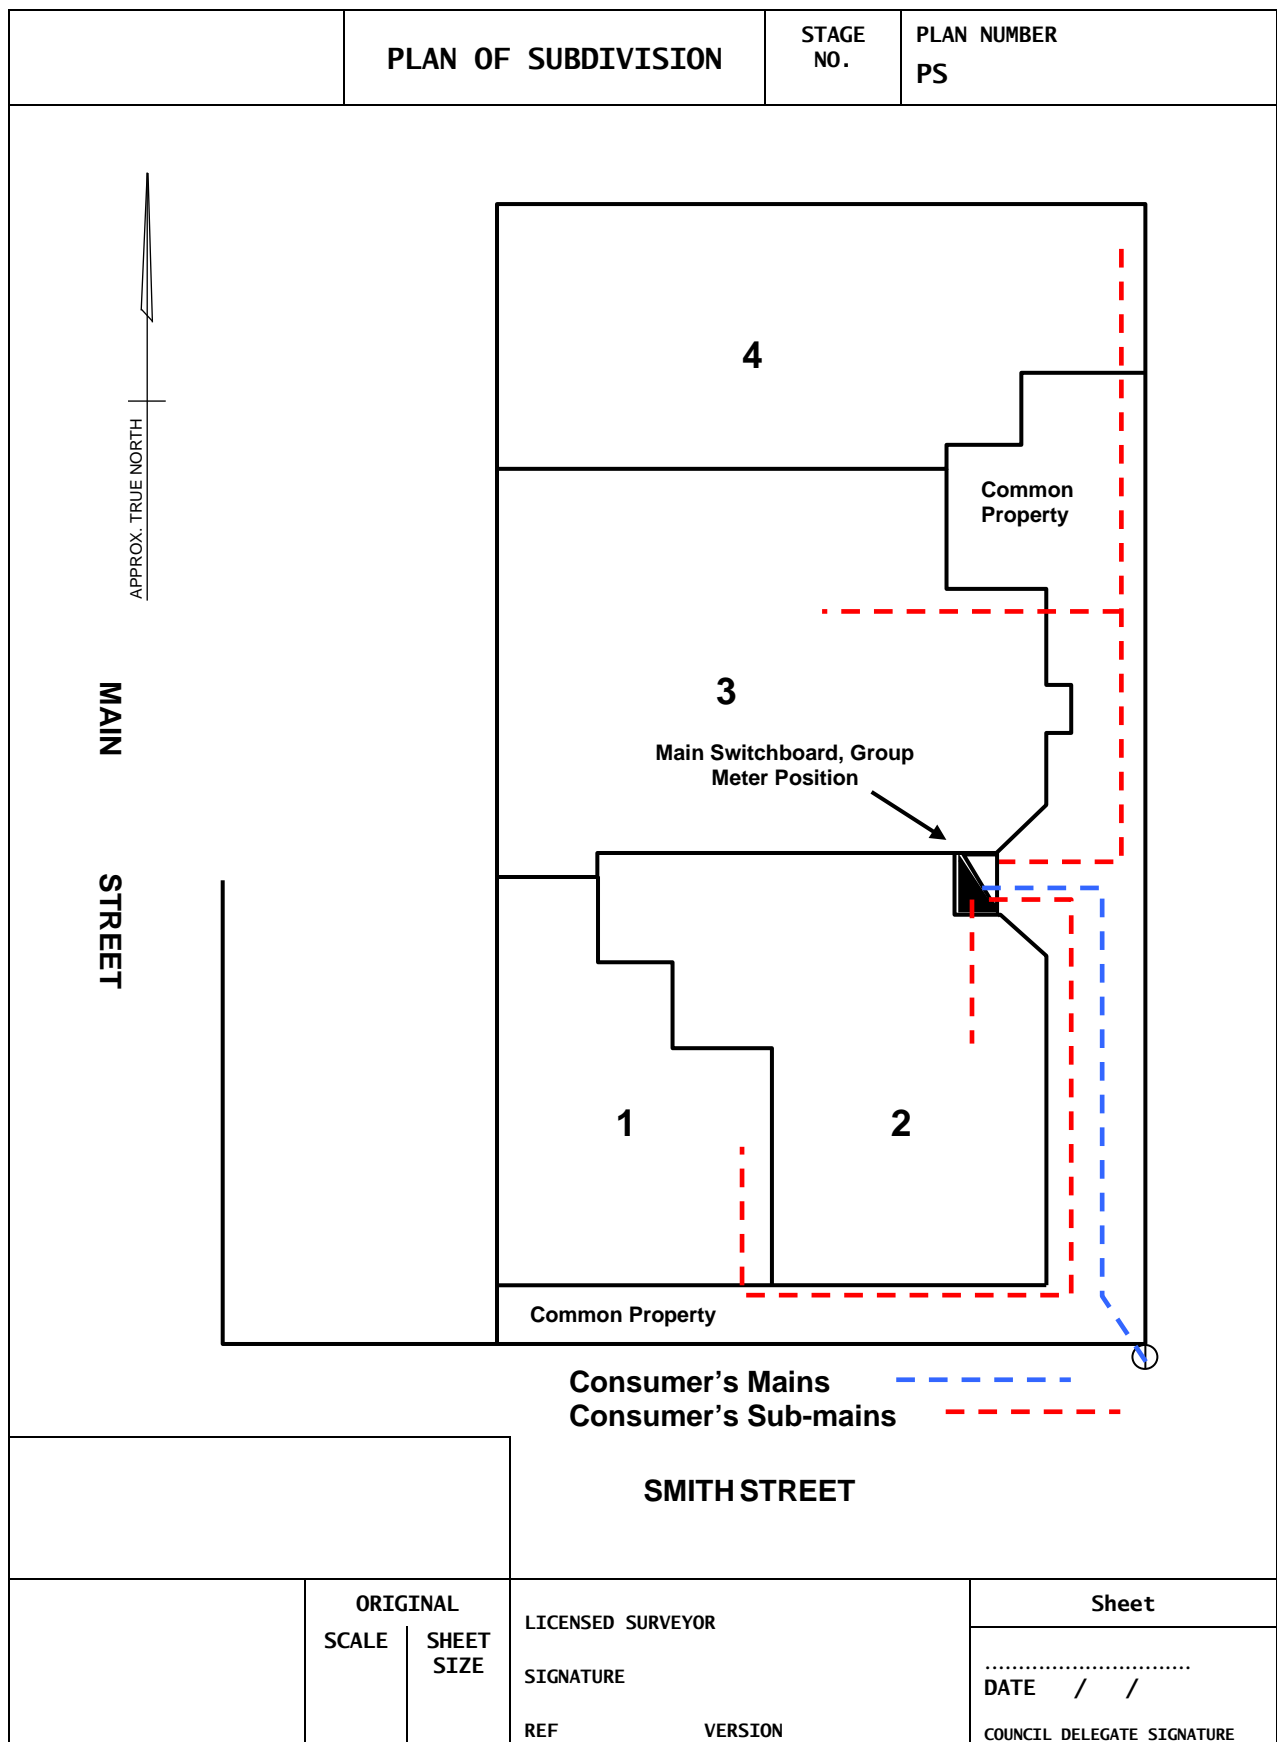 PLAN OF SUBDIVISION
STAGE
NO.
PLAN NUMBER
PS
APPROX. TRUE NORTH
MAIN STREET
4
Common
Property
3
Main Switchboard, Group
Meter Position
1
2
Common Property
Consumer’s Mains
Consumer’s Sub-mains
SMITH STREET
ORIGINAL
SCALE
SHEET
SIZE
LICENSED SURVEYOR
SIGNATURE
REF VERSION
Sheet
...............................
DATE / /
COUNCIL DELEGATE SIGNATURE